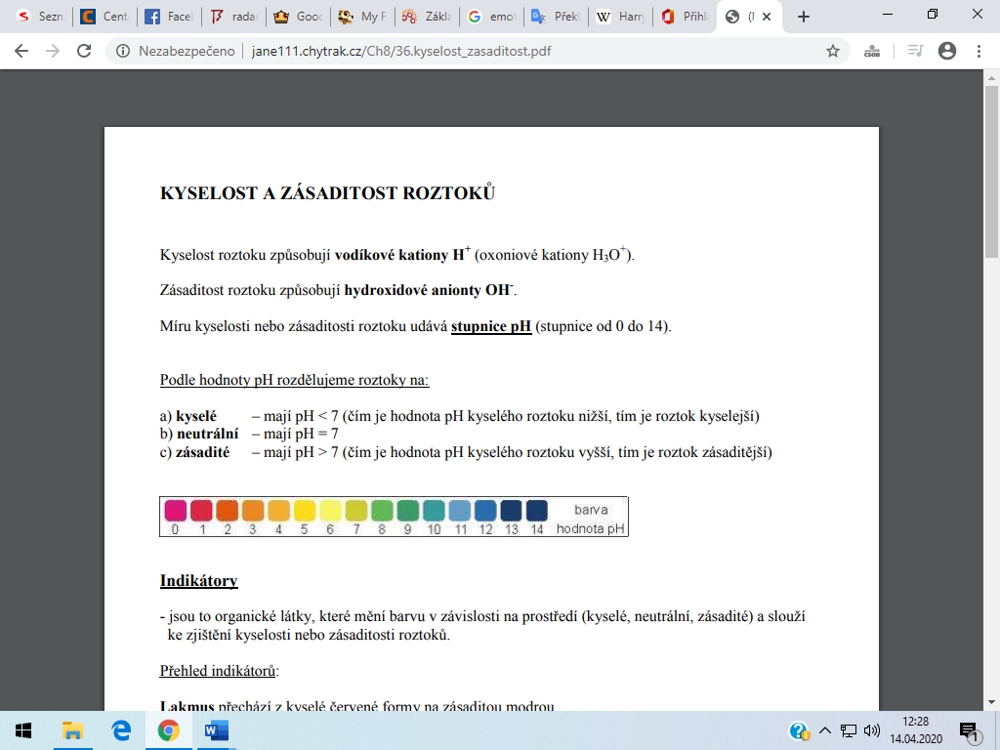 Sezn
Cent
Face
rada
Good
My F
Zákla
emo
Překl
Harr
Přihl
(
Nezabezpečeno
jane111.chytrak.cz/Ch8/36.kyselost_zasaditost.pdf
ČSOB
KYSELOST A ZÁSADITOST ROZTOKŮ
Kyselost roztoku způsobují vodíkové kationy H⁺ (oxoniové kationy H₃O⁺).
Zásaditost roztoku způsobují hydroxidové anionty OH⁻.
Míru kyselosti nebo zásaditosti roztoku udává stupnice pH (stupnice od 0 do 14).
Podle hodnoty pH rozdělujeme roztoky na:
a) kyselé – mají pH < 7 (čím je hodnota pH kyselého roztoku nižší, tím je roztok kyselejší)
b) neutrální – mají pH = 7
c) zásadité – mají pH > 7 (čím je hodnota pH kyselého roztoku vyšší, tím je roztok zásaditější)
barva
0 1 2 3 4 5 6 7 8 9 10 11 12 13 14 hodnota pH
Indikátory
- jsou to organické látky, které mění barvu v závislosti na prostředí (kyselé, neutrální, zásadité) a slouží
ke zjištění kyselosti nebo zásaditosti roztoků.
Přehled indikátorů:
Lakmus přechází z kyselé červené formy na zásaditou modrou
12:28
14.04.2020
1